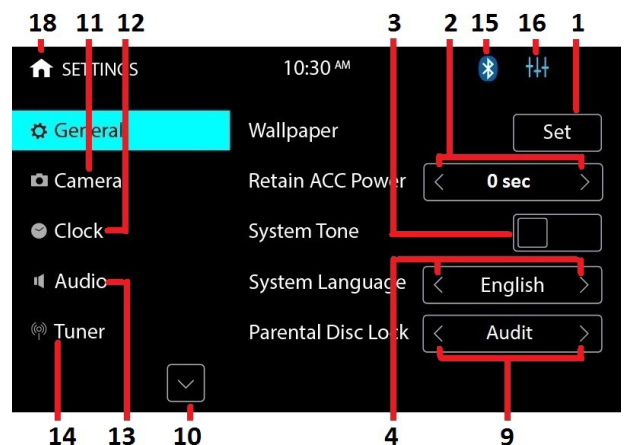 18 11 12 3 2 15 16 1
SETTINGS 10:30 AM
General Wallpaper Set
Camera Retain ACC Power 0 sec
Clock System Tone
Audio System Language English
Tuner Parental Disc Lock Audit
14 13 10 4 9